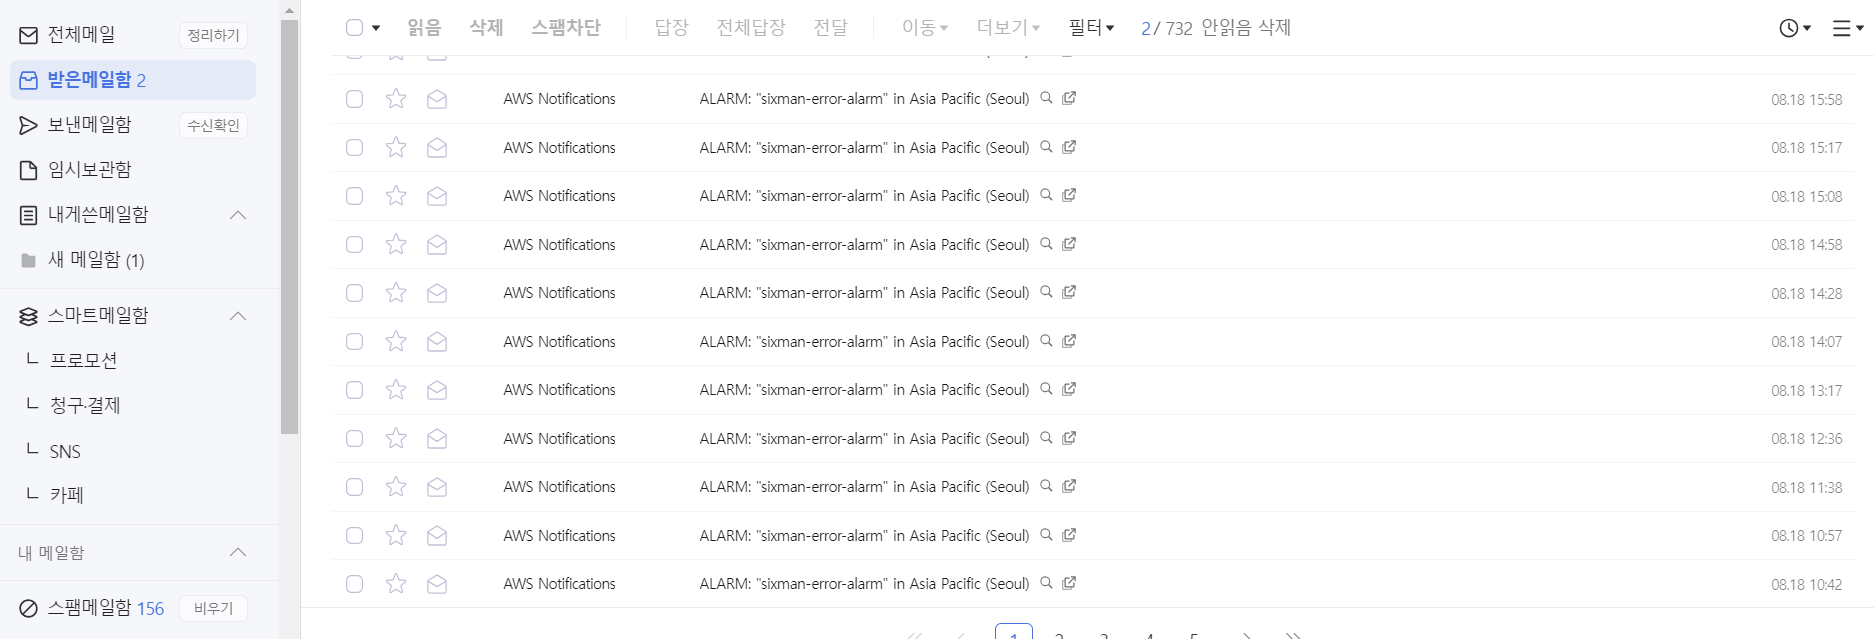 전체메일 정리하기
받은메일함 2
보낸메일함 수신확인
임시보관함
내게쓴메일함
새 메일함 (1)
스마트메일함
프로모션
청구·결제
SNS
카페
내 메일함
스팸메일함 156 비우기
읽음 삭제 스팸차단 답장 전체답장 전달 이동 더보기 필터 2 / 732 안읽음 삭제
AWS Notifications ALARM: "sixman-error-alarm" in Asia Pacific (Seoul) 08.18 15:58
AWS Notifications ALARM: "sixman-error-alarm" in Asia Pacific (Seoul) 08.18 15:17
AWS Notifications ALARM: "sixman-error-alarm" in Asia Pacific (Seoul) 08.18 15:08
AWS Notifications ALARM: "sixman-error-alarm" in Asia Pacific (Seoul) 08.18 14:58
AWS Notifications ALARM: "sixman-error-alarm" in Asia Pacific (Seoul) 08.18 14:28
AWS Notifications ALARM: "sixman-error-alarm" in Asia Pacific (Seoul) 08.18 14:07
AWS Notifications ALARM: "sixman-error-alarm" in Asia Pacific (Seoul) 08.18 13:17
AWS Notifications ALARM: "sixman-error-alarm" in Asia Pacific (Seoul) 08.18 12:36
AWS Notifications ALARM: "sixman-error-alarm" in Asia Pacific (Seoul) 08.18 11:38
AWS Notifications ALARM: "sixman-error-alarm" in Asia Pacific (Seoul) 08.18 10:57
AWS Notifications ALARM: "sixman-error-alarm" in Asia Pacific (Seoul) 08.18 10:42
1 2 3 4 5